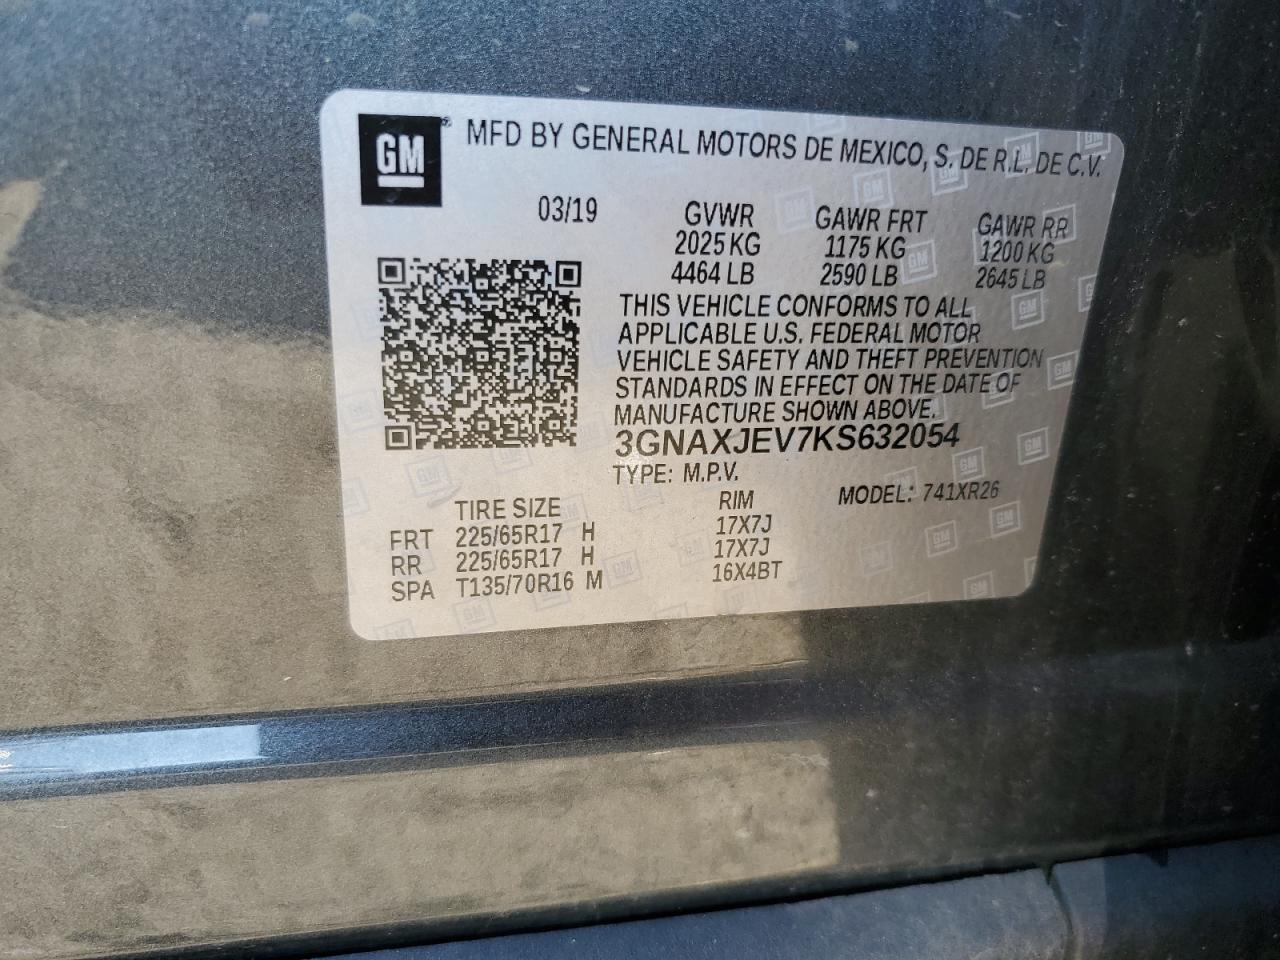 GM
MFD BY GENERAL MOTORS DE MEXICO, S. DE R.L. DE C.V.
03/19
GVWR GAWR FRT GAWR RR
2025 KG 1175 KG 1200 KG
4464 LB 2590 LB 2645 LB
THIS VEHICLE CONFORMS TO ALL
APPLICABLE U.S. FEDERAL MOTOR
VEHICLE SAFETY AND THEFT PREVENTION
STANDARDS IN EFFECT ON THE DATE OF
MANUFACTURE SHOWN ABOVE.
3GNAXJEV7KS632054
TYPE: M.P.V.
MODEL: 741XR26
TIRE SIZE RIM
FRT 225/65R17 H 17X7J
RR 225/65R17 H 17X7J
SPA T135/70R16 M 16X4BT